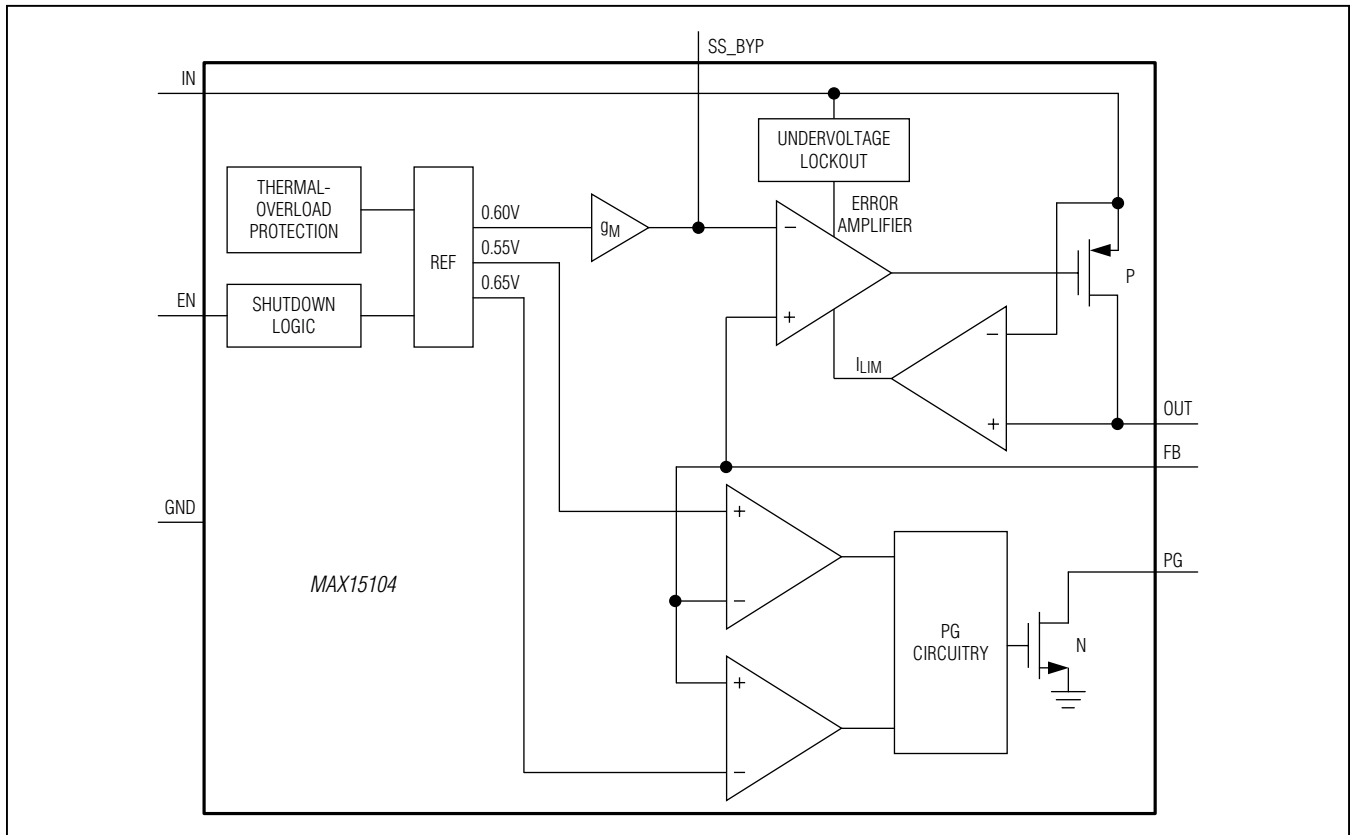 SS_BYP
IN
UNDERVOLTAGE
LOCKOUT
THERMAL-
OVERLOAD
PROTECTION
REF
0.60V
0.55V
0.65V
gM
ERROR
AMPLIFIER
−
+
P
EN
SHUTDOWN
LOGIC
ILIM
−
+
OUT
FB
GND
+
−
PG
MAX15104
PG
CIRCUITRY
N
+
−